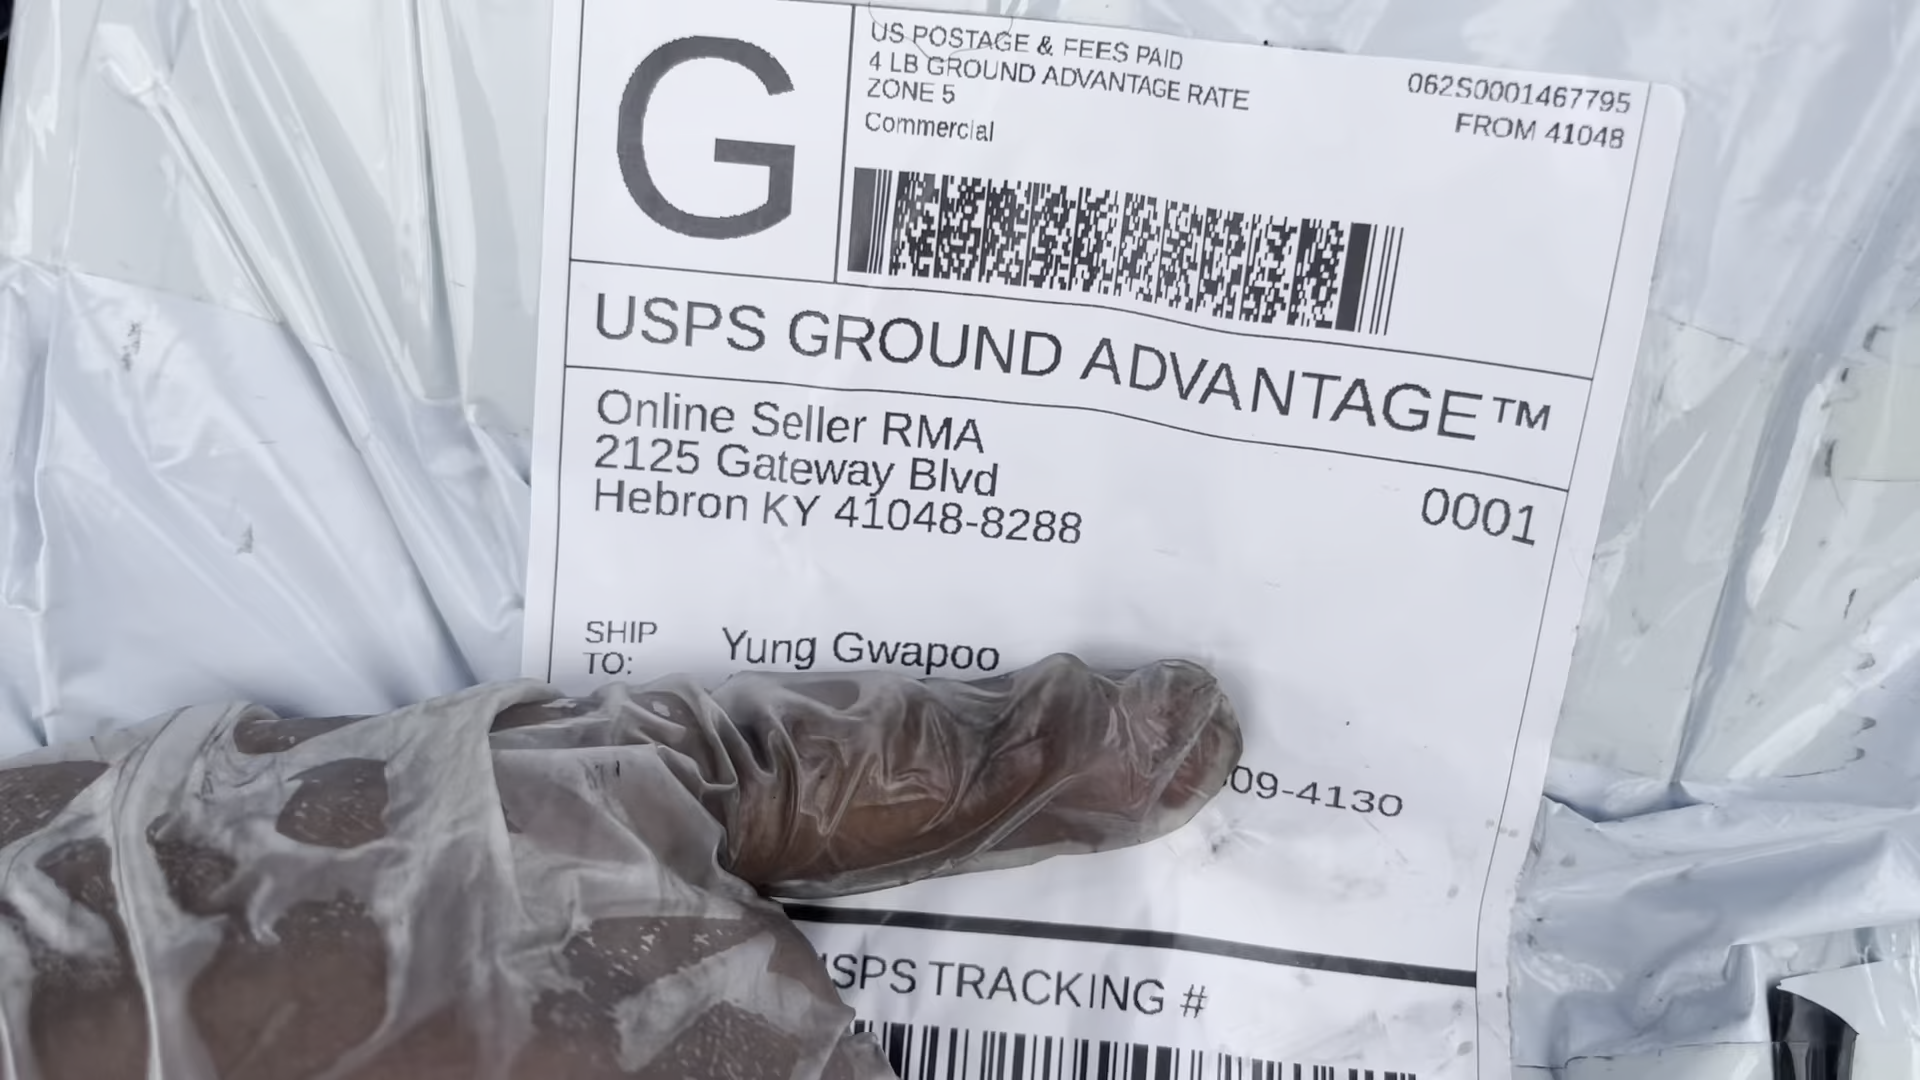 G
US POSTAGE & FEES PAID
4 LB GROUND ADVANTAGE RATE
ZONE 5
Commercial
062S0001467795
FROM 41048
USPS GROUND ADVANTAGE™
Online Seller RMA
2125 Gateway Blvd
Hebron KY 41048-8288
0001
SHIP
TO:
Yung Gwapoo
09-4130
SPS TRACKING #